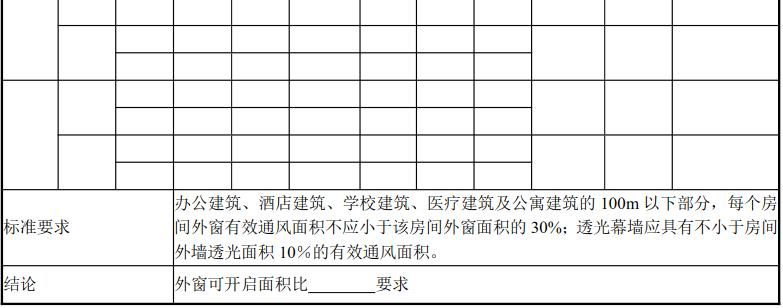 办公建筑、酒店建筑、学校建筑、医疗建筑及公寓建筑的 100m 以下部分，每个房
标准要求
间外窗有效通风面积不应小于该房间外窗面积的 30%；透光幕墙应具有不小于房间
外墙透光面积 10％的有效通风面积。
结论
外窗可开启面积比________要求